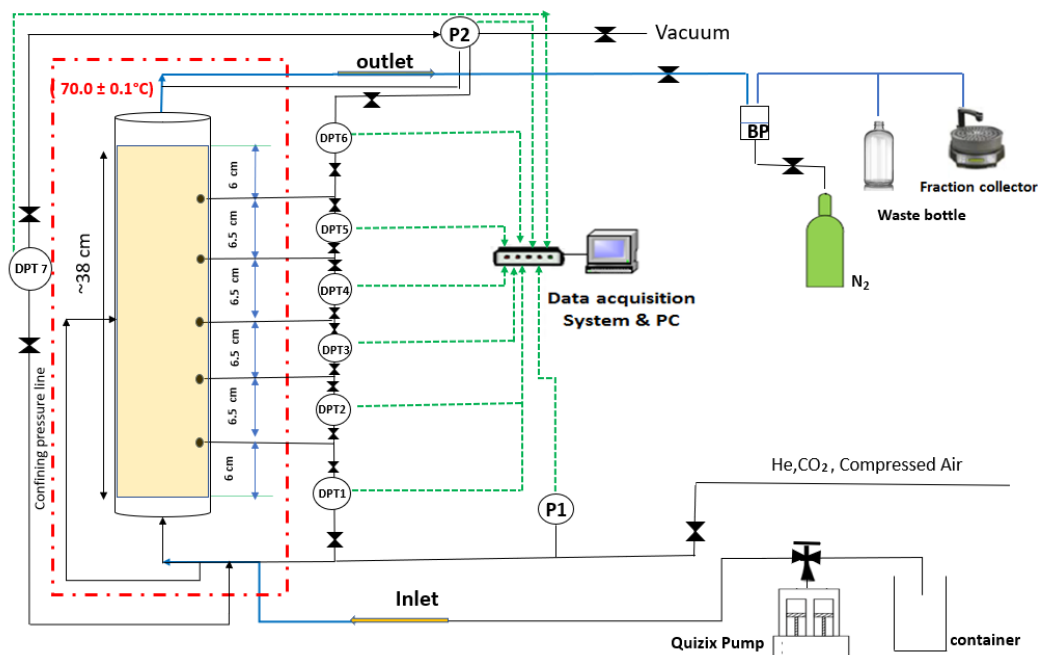 P2
Vacuum
outlet
( 70.0 ± 0.1°C)
DPT6
BP
6 cm
Fraction collector
Waste bottle
6.5 cm
DPT5
DPT 7
~38 cm
N₂
6.5 cm
DPT4
Data acquisition
System & PC
6.5 cm
DPT3
6.5 cm
DPT2
Confining pressure line
6 cm
DPT1
He,CO₂ , Compressed Air
P1
Inlet
Quizix Pump
container